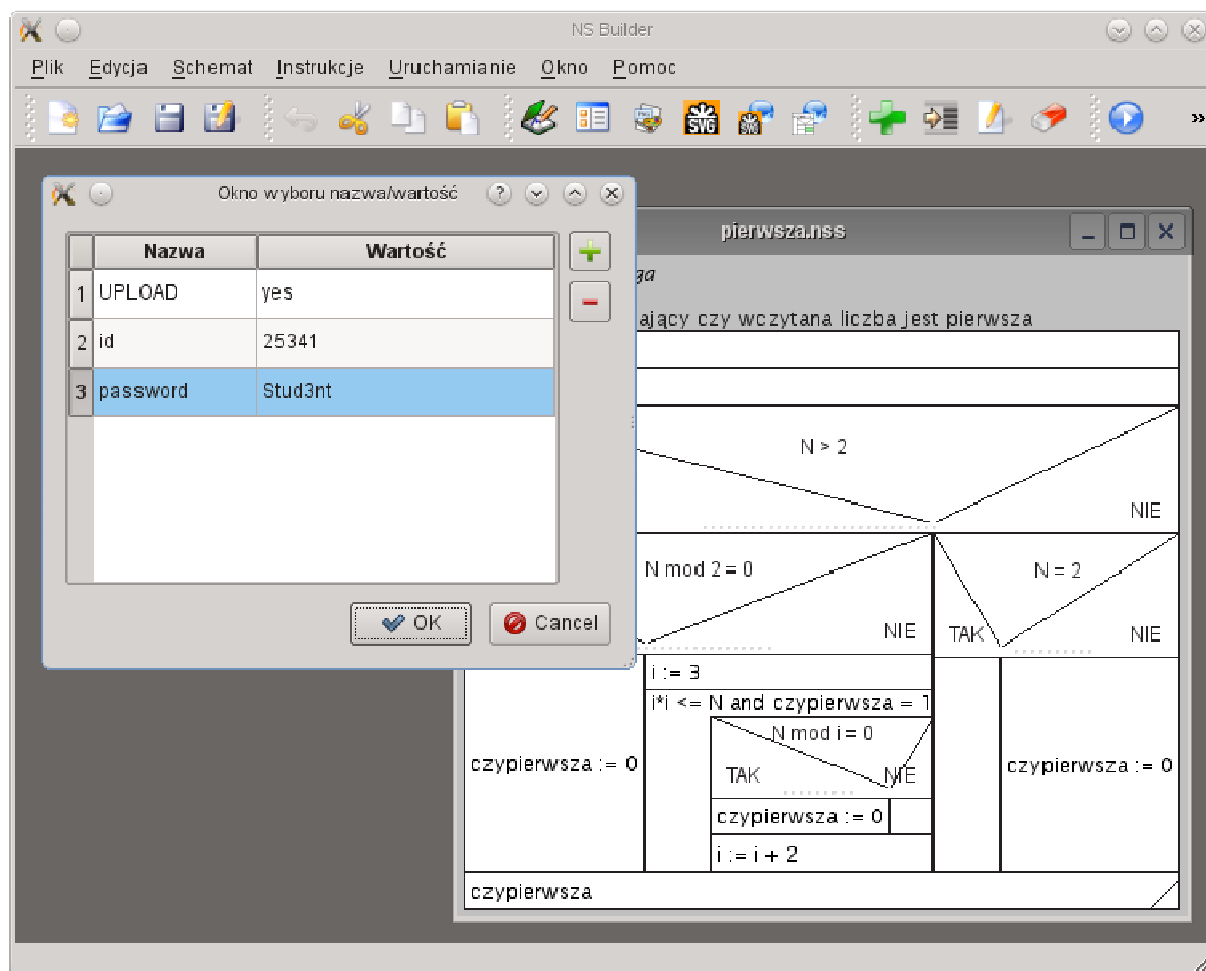 NS Builder
Plik Edycja Schemat Instrukcje Uruchamianie Okno Pomoc
SVG SVG »
Okno wyboru nazwa/wartość
Nazwa Wartość
1 UPLOAD yes
2 id 25341
3 password Stud3nt
OK Cancel
pierwsza.nss
ający czy wczytana liczba jest pierwsza
N > 2
NIE
N mod 2 = 0
NIE
N = 2
TAK NIE
i := 3
i*i <= N and czypierwsza = 1
N mod i = 0
TAK NIE
czypierwsza := 0
czypierwsza := 0
i := i + 2
czypierwsza := 0
czypierwsza